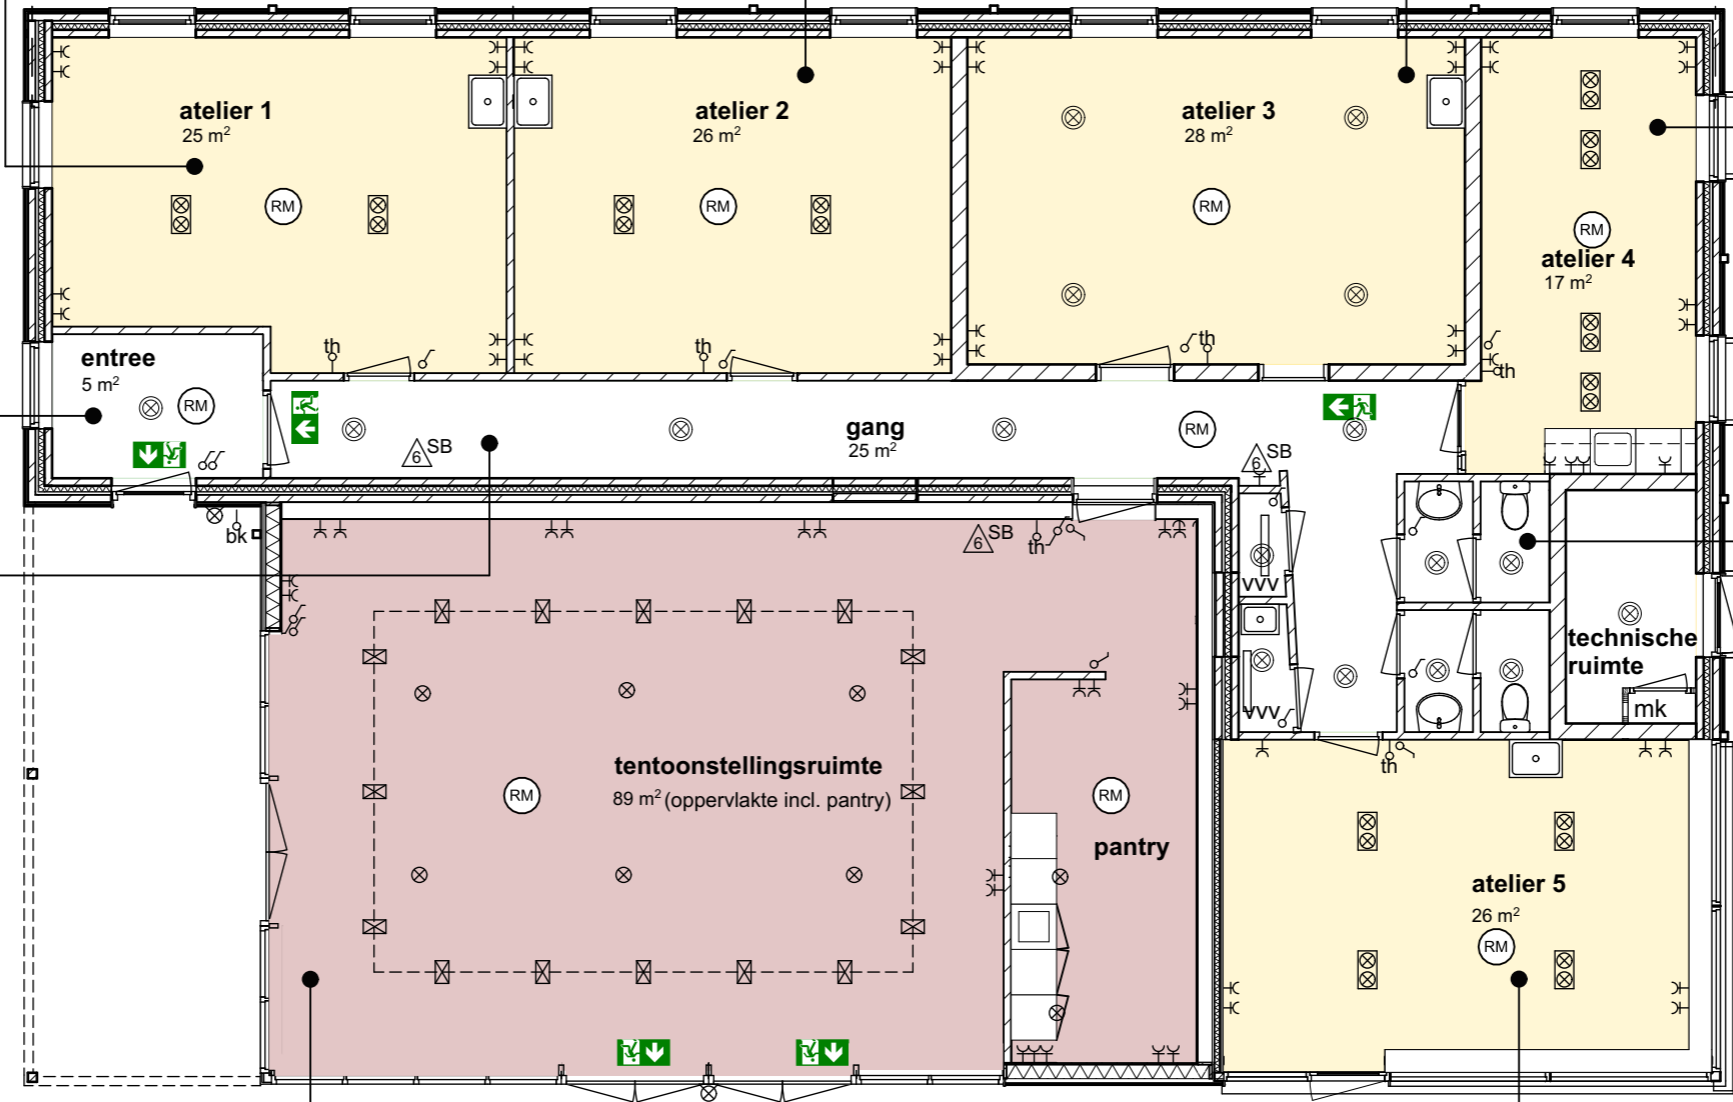 atelier 1
25 m²
RM
atelier 2
26 m²
RM
atelier 3
28 m²
RM
RM
atelier 4
17 m²
th
th
th
th
entree
5 m²
RM
gang
25 m²
RM
6 SB
6 SB
bk
6 SB
th
technische
ruimte
mk
tentoonstellingsruimte
89 m² (oppervlakte incl. pantry)
RM
RM
pantry
th
atelier 5
26 m²
RM